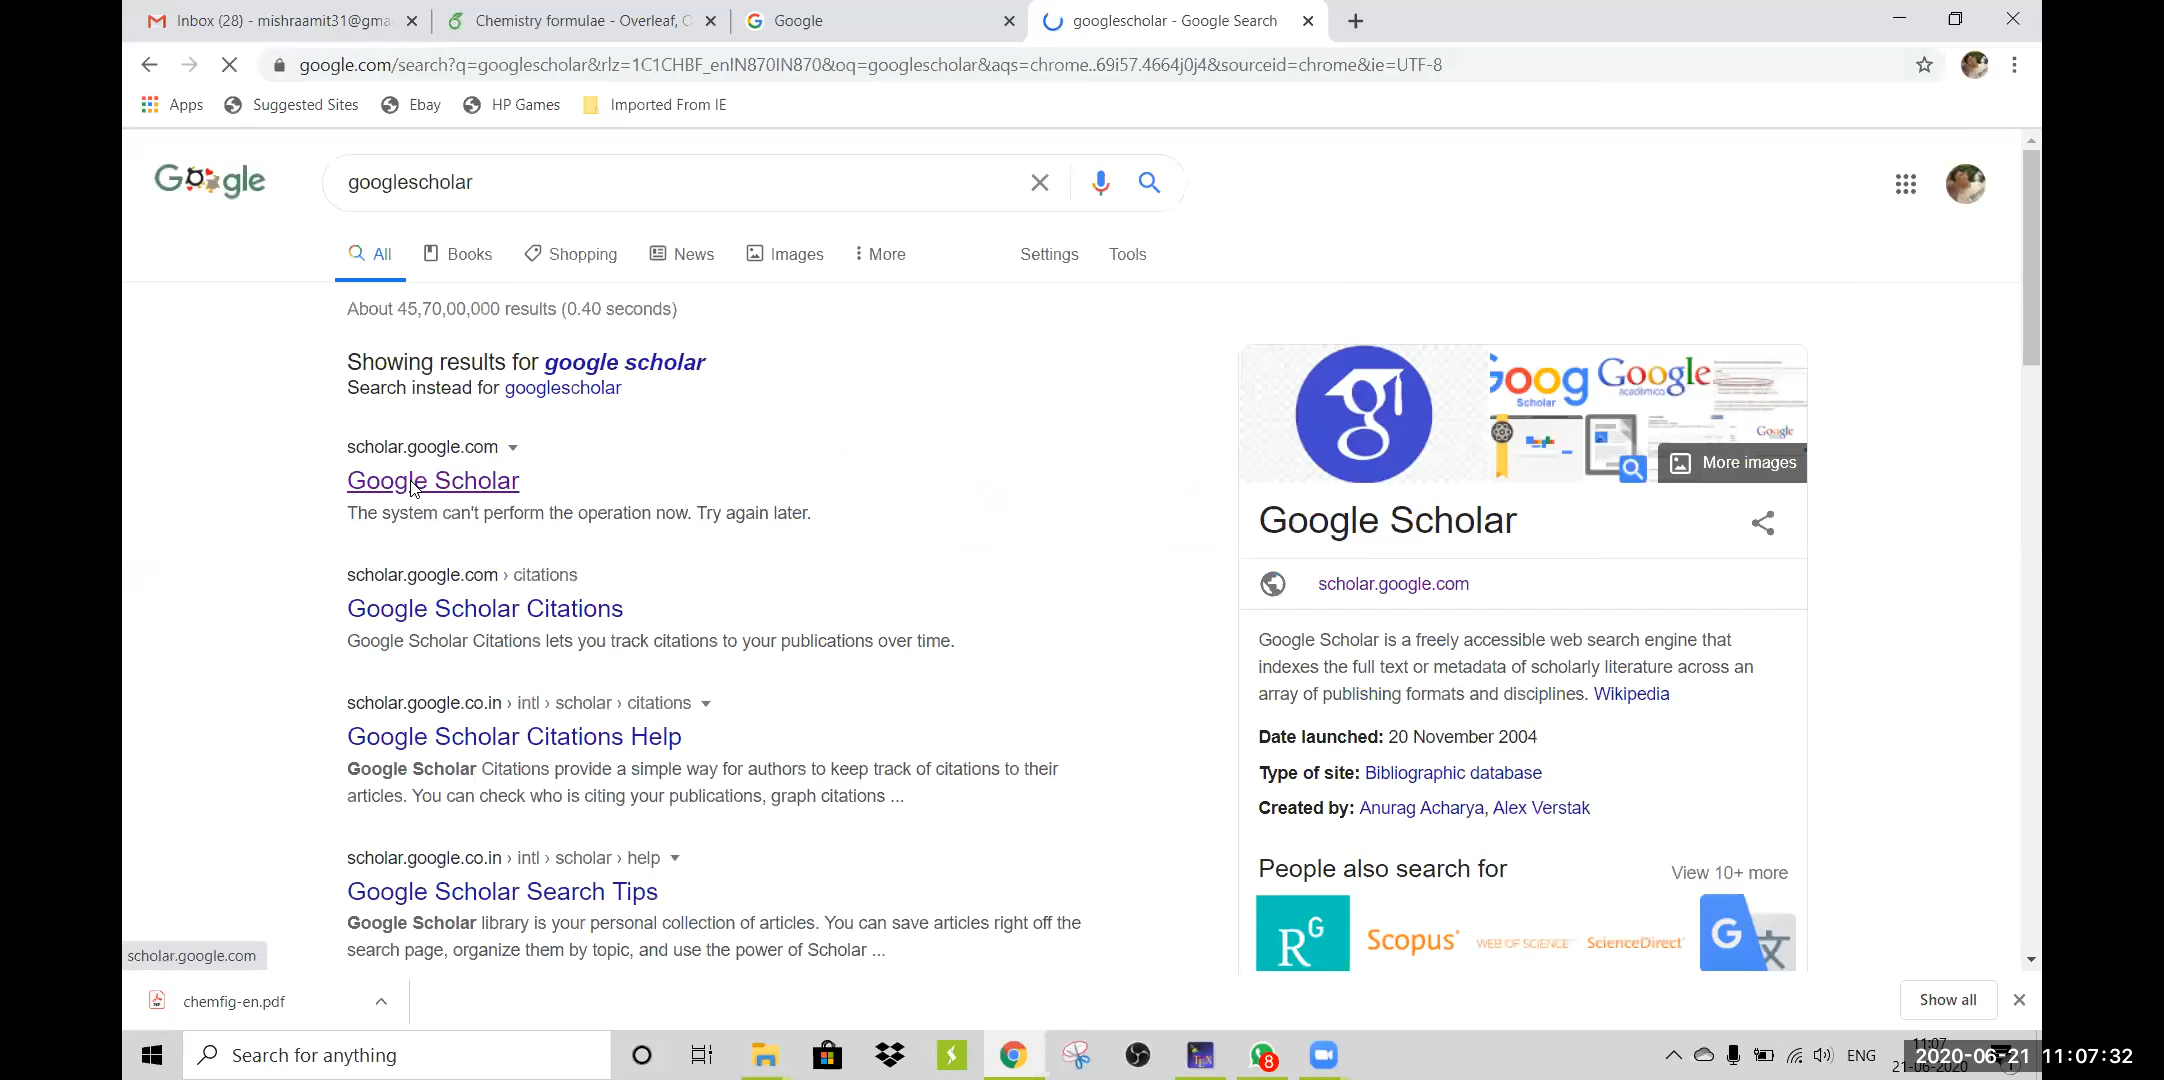 Inbox (28) - mishraamit31@gma
Chemistry formulae - Overleaf, O
Google
googlescholar - Google Search
google.com/search?q=googlescholar&rlz=1C1CHBF_enIN870IN870&oq=googlescholar&aqs=chrome..69i57.4664j0j4&sourceid=chrome&ie=UTF-8
Apps Suggested Sites Ebay HP Games Imported From IE
Google
googlescholar
All Books Shopping News Images More Settings Tools
About 45,70,00,000 results (0.40 seconds)
Showing results for google scholar
Search instead for googlescholar
scholar.google.com
Google Scholar
The system can't perform the operation now. Try again later.
scholar.google.com › citations
Google Scholar Citations
Google Scholar Citations lets you track citations to your publications over time.
scholar.google.co.in › intl › scholar › citations
Google Scholar Citations Help
Google Scholar Citations provide a simple way for authors to keep track of citations to their
articles. You can check who is citing your publications, graph citations ...
scholar.google.co.in › intl › scholar › help
Google Scholar Search Tips
Google Scholar library is your personal collection of articles. You can save articles right off the
search page, organize them by topic, and use the power of Scholar ...
Goog
Scholar
Google
académico
Google
More images
Google Scholar
scholar.google.com
Google Scholar is a freely accessible web search engine that
indexes the full text or metadata of scholarly literature across an
array of publishing formats and disciplines. Wikipedia
Date launched: 20 November 2004
Type of site: Bibliographic database
Created by: Anurag Acharya, Alex Verstak
People also search for
View 10+ more
RG Scopus WEB OF SCIENCE ScienceDirect G
scholar.google.com
chemfig-en.pdf
Show all
Search for anything
8
ENG
11:07
21-06-2020
2020-06-21 11:07:32